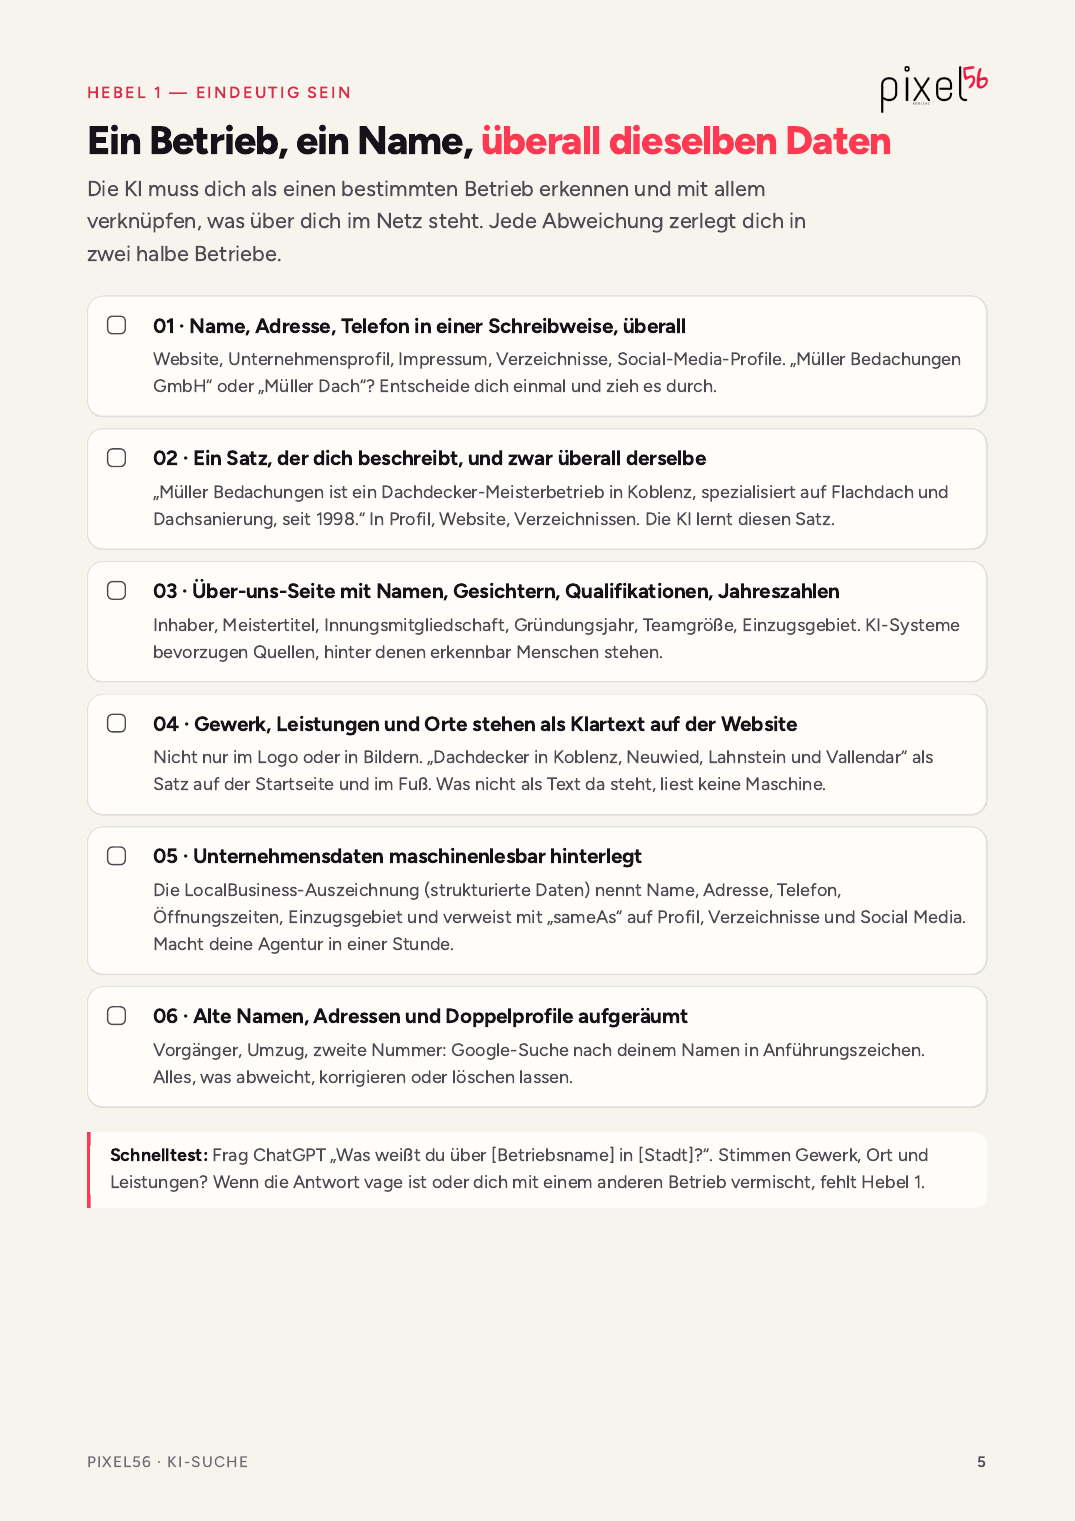 HEBEL 1 — EINDEUTIG SEIN
pixel56
Ein Betrieb, ein Name, überall dieselben Daten
Die KI muss dich als einen bestimmten Betrieb erkennen und mit allem
verknüpfen, was über dich im Netz steht. Jede Abweichung zerlegt dich in
zwei halbe Betriebe.
01 · Name, Adresse, Telefon in einer Schreibweise, überall
Website, Unternehmensprofil, Impressum, Verzeichnisse, Social-Media-Profile. „Müller Bedachungen
GmbH“ oder „Müller Dach“? Entscheide dich einmal und zieh es durch.
02 · Ein Satz, der dich beschreibt, und zwar überall derselbe
„Müller Bedachungen ist ein Dachdecker-Meisterbetrieb in Koblenz, spezialisiert auf Flachdach und
Dachsanierung, seit 1998.“ In Profil, Website, Verzeichnissen. Die KI lernt diesen Satz.
03 · Über-uns-Seite mit Namen, Gesichtern, Qualifikationen, Jahreszahlen
Inhaber, Meistertitel, Innungsmitgliedschaft, Gründungsjahr, Teamgröße, Einzugsgebiet. KI-Systeme
bevorzugen Quellen, hinter denen erkennbar Menschen stehen.
04 · Gewerk, Leistungen und Orte stehen als Klartext auf der Website
Nicht nur im Logo oder in Bildern. „Dachdecker in Koblenz, Neuwied, Lahnstein und Vallendar“ als
Satz auf der Startseite und im Fuß. Was nicht als Text da steht, liest keine Maschine.
05 · Unternehmensdaten maschinenlesbar hinterlegt
Die LocalBusiness-Auszeichnung (strukturierte Daten) nennt Name, Adresse, Telefon,
Öffnungszeiten, Einzugsgebiet und verweist mit „sameAs“ auf Profil, Verzeichnisse und Social Media.
Macht deine Agentur in einer Stunde.
06 · Alte Namen, Adressen und Doppelprofile aufgeräumt
Vorgänger, Umzug, zweite Nummer: Google-Suche nach deinem Namen in Anführungszeichen.
Alles, was abweicht, korrigieren oder löschen lassen.
Schnelltest: Frag ChatGPT „Was weißt du über [Betriebsname] in [Stadt]?“. Stimmen Gewerk, Ort und
Leistungen? Wenn die Antwort vage ist oder dich mit einem anderen Betrieb vermischt, fehlt Hebel 1.
PIXEL56 · KI-SUCHE
5